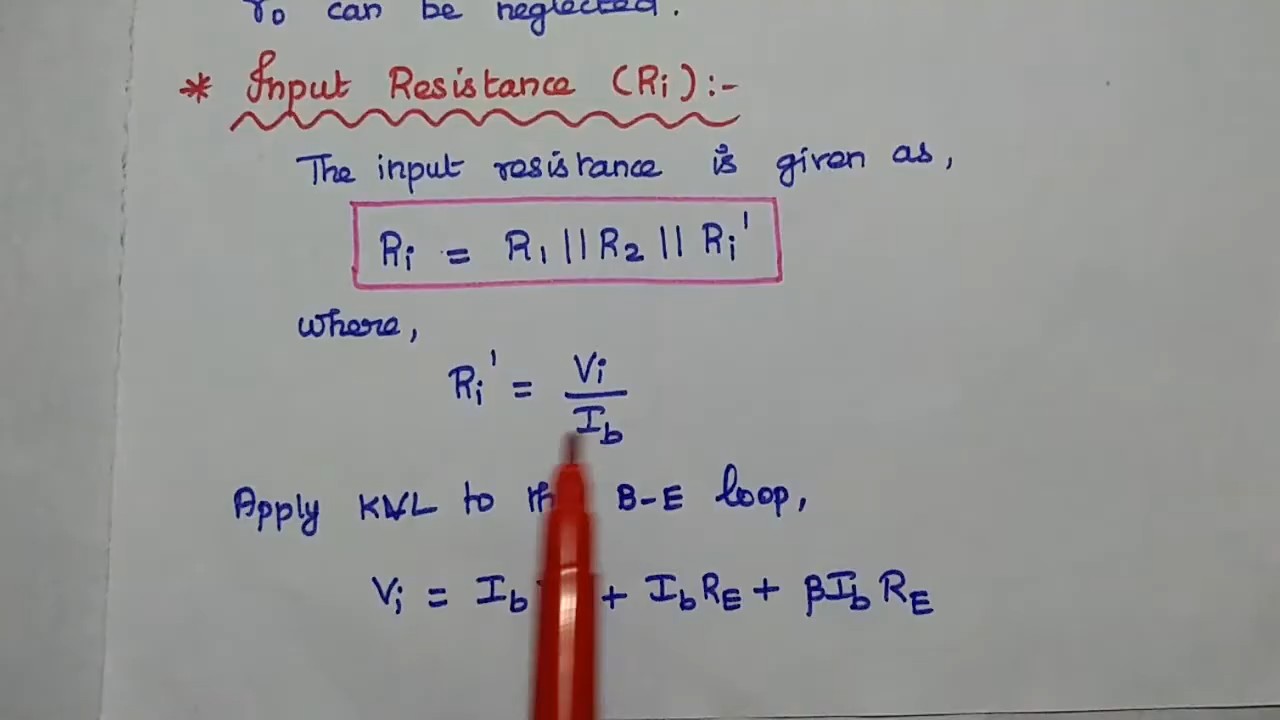 r₀ can be neglected.
* Input Resistance (Ri) :-
The input resistance is given as,
Ri = R₁ || R₂ || Ri'
where,
Ri' = Vi / Ib
Apply KVL to B-E loop,
Vi = Ib + IbRE + βIbRE